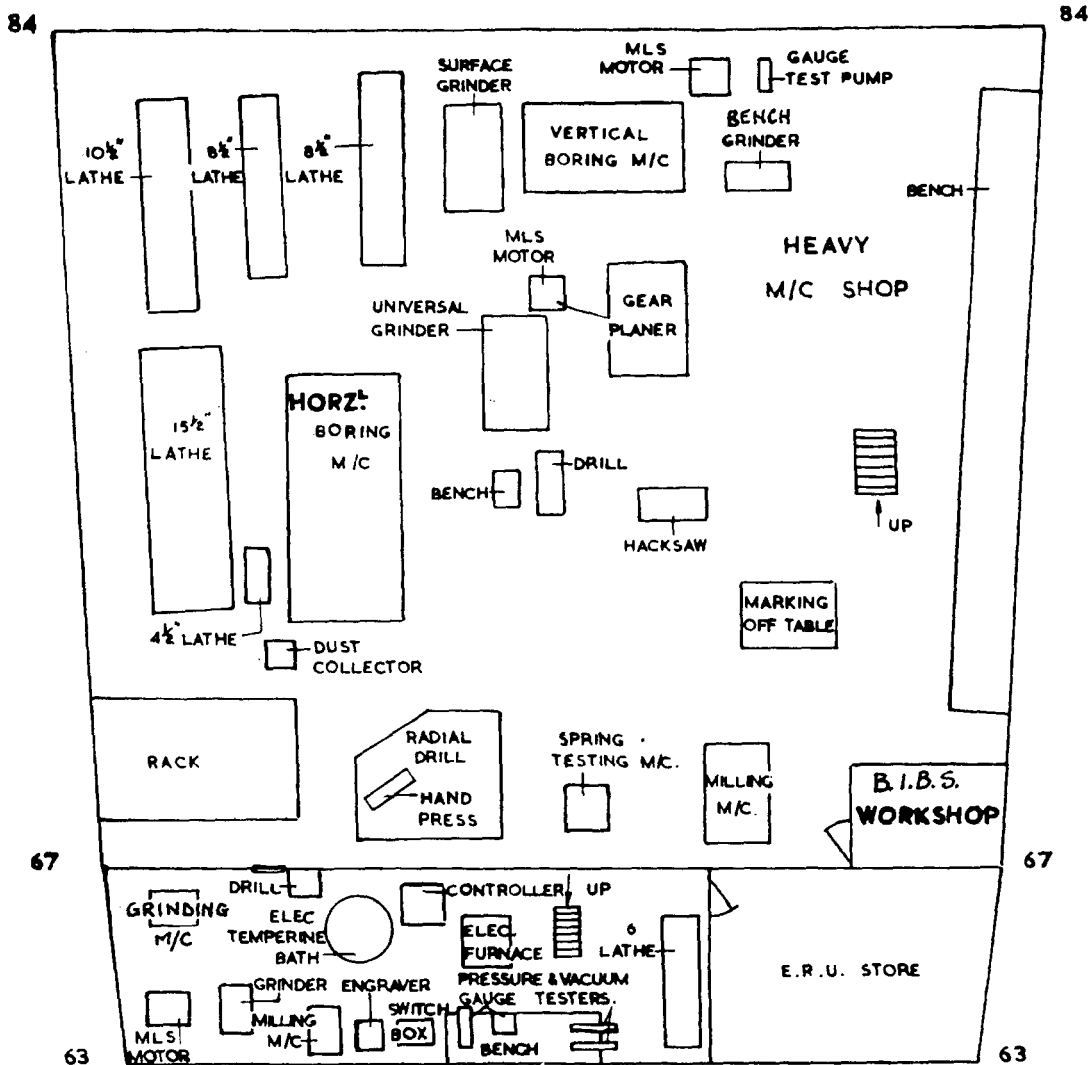 84
84
MLS
MOTOR
GAUGE
TEST PUMP
SURFACE
GRINDER
VERTICAL
BORING M/C
BENCH
GRINDER
10½"
LATHE
8½"
LATHE
8½"
LATHE
BENCH
HEAVY
M/C SHOP
MLS
MOTOR
GEAR
PLANER
UNIVERSAL
GRINDER
15½"
LATHE
HORZL.
BORING
M/C
BENCH
DRILL
HACKSAW
UP
MARKING
OFF TABLE
4½" LATHE
DUST
COLLECTOR
RACK
RADIAL
DRILL
HAND
PRESS
SPRING
TESTING M/C.
MILLING
M/C.
B.I.B.S.
WORKSHOP
67
67
DRILL
CONTROLLER
UP
GRINDING
M/C
ELEC
TEMPERINE
BATH
ELEC.
FURNACE
6
LATHE
E.R.U. STORE
PRESSURE & VACUUM
GAUGE TESTERS.
GRINDER
ENGRAVER
SWITCH
BOX
MILLING
M/C
BENCH
MLS
MOTOR
63
63